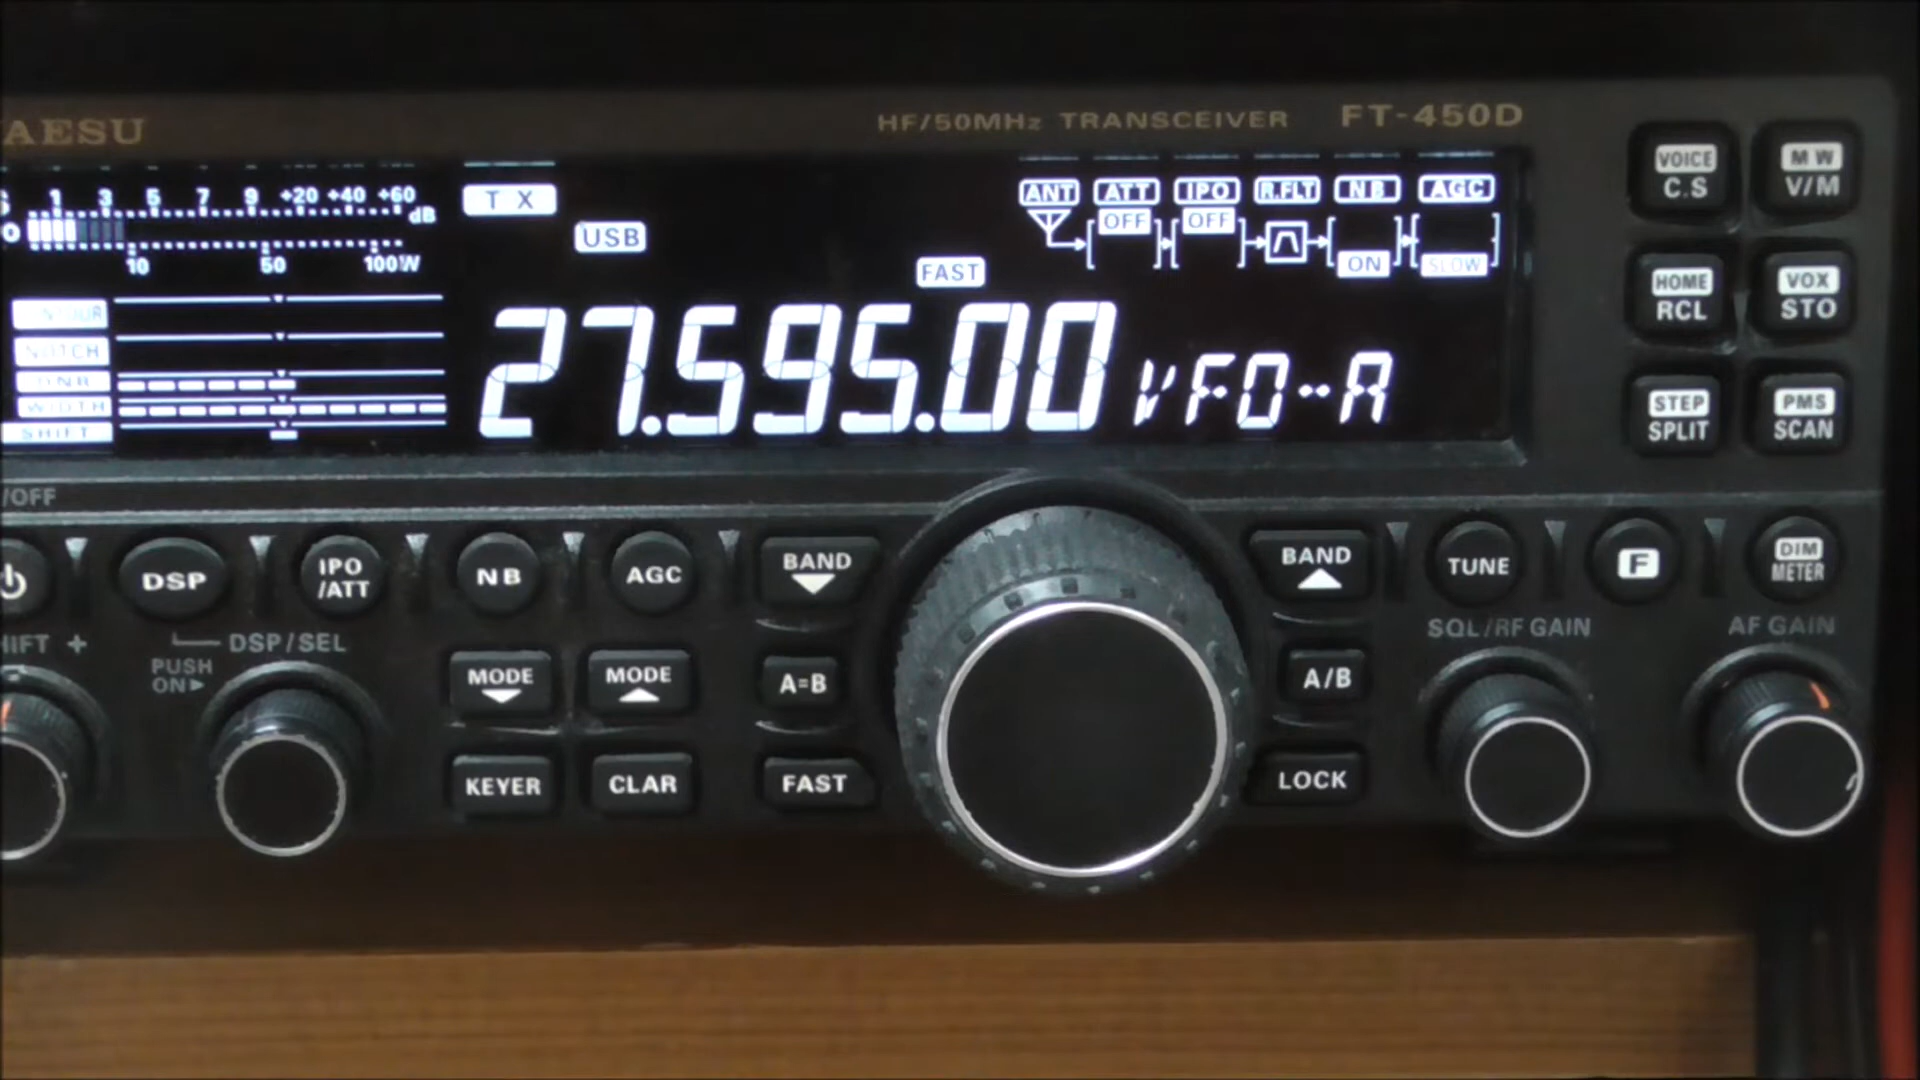 AESU
HF/50MHz TRANSCEIVER FT-450D
1 3 5 7 9 +20 +40 +60
dB
10 50 100W
TX
USB
FAST
ANT ATT IPO R.FLT NB AGC
OFF OFF
ON SLOW
NOTCH
DNR
WIDTH
SHIFT
27.595.00 VFO--A
VOICE
C.S
M W
V/M
HOME
RCL
VOX
STO
STEP
SPLIT
PMS
SCAN
/OFF
DSP
IPO
/ATT
NB
AGC
BAND
BAND
TUNE
F
DIM
METER
HIFT +
DSP/SEL
PUSH
ON
MODE
MODE
A=B
A/B
SQL/RF GAIN
AF GAIN
KEYER
CLAR
FAST
LOCK